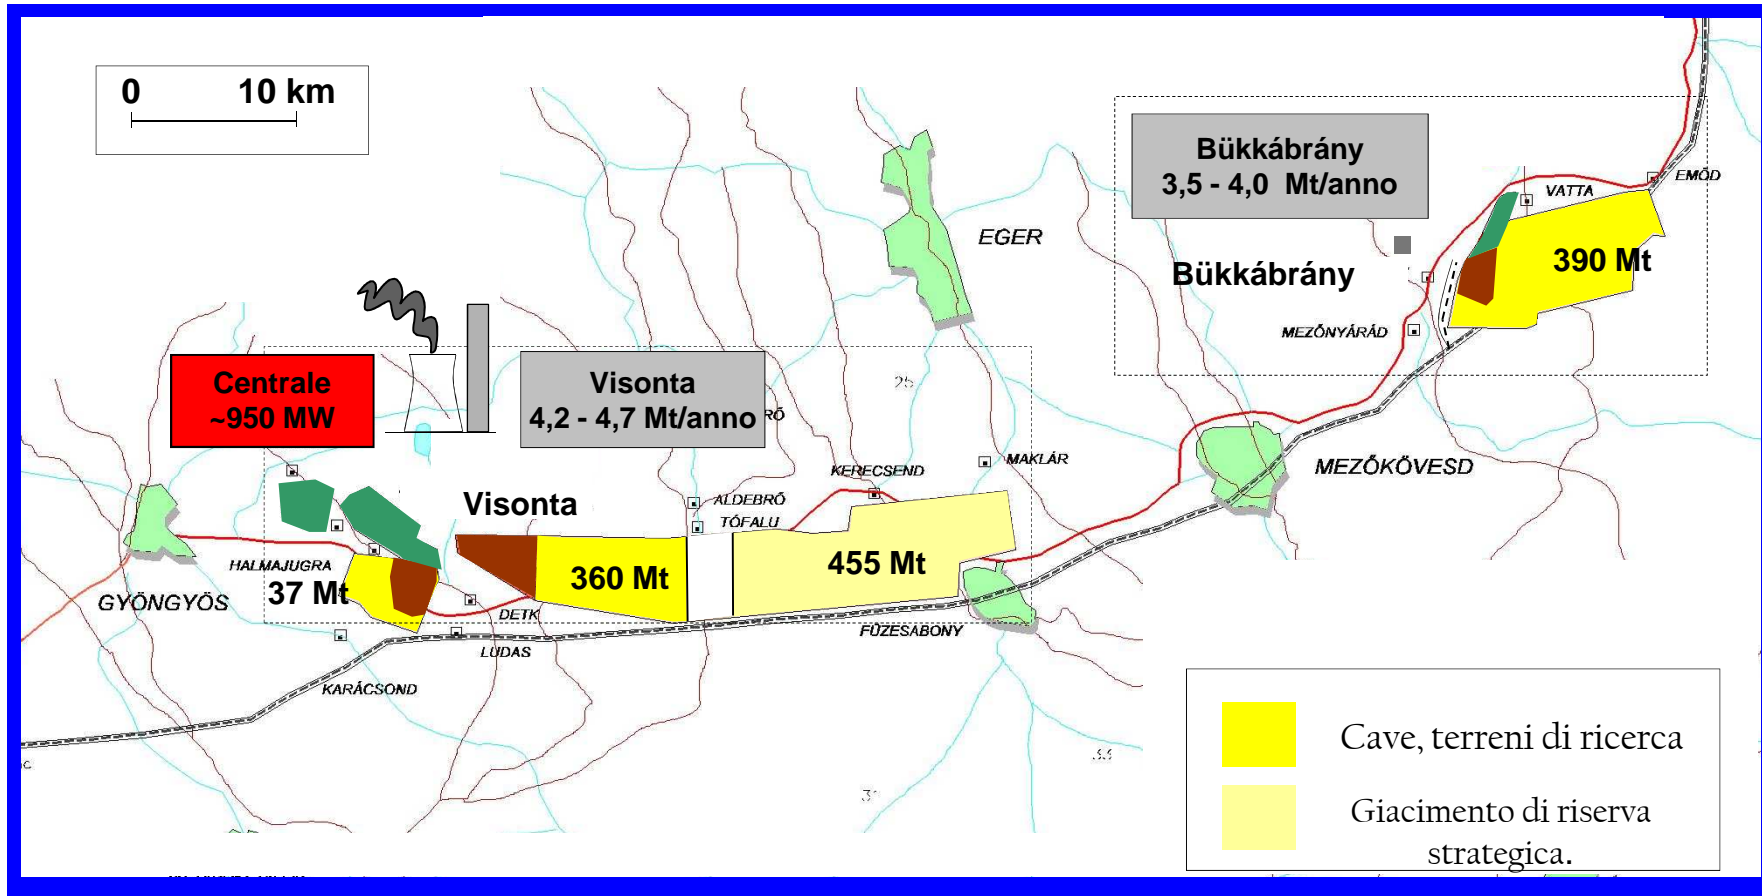 0 10 km
Bükkábrány
3,5 - 4,0 Mt/anno
EMŐD
VATTA
EGER
Bükkábrány
390 Mt
MEZŐNYÁRÁD
Centrale
~950 MW
Visonta
4,2 - 4,7 Mt/anno
25
RŐ
KERECSEND
MAKLÁR
MEZŐKÖVESD
Visonta
ALDEBRŐ
TÓFALU
HALMAJUGRA
37 Mt
360 Mt
455 Mt
GYÖNGYÖS
DETK
LUDAS
FÜZESABONY
KARÁCSOND
33
Cave, terreni di ricerca
Giacimento di riserva
strategica.